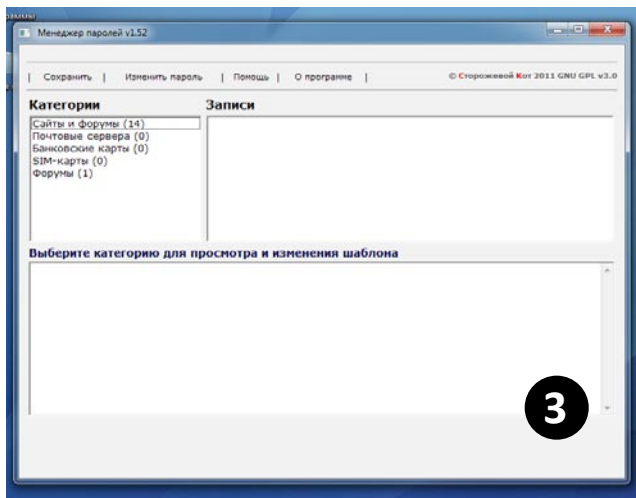 Менеджер паролей v1.52
| Сохранить | Изменить пароль | Помощь | О программе | © Сторожевой Кот 2011 GNU GPL v3.0
Категории Записи
Сайты и форумы (14)
Почтовые сервера (0)
Банковские карты (0)
SIM-карты (0)
Форумы (1)
Выберите категорию для просмотра и изменения шаблона
3